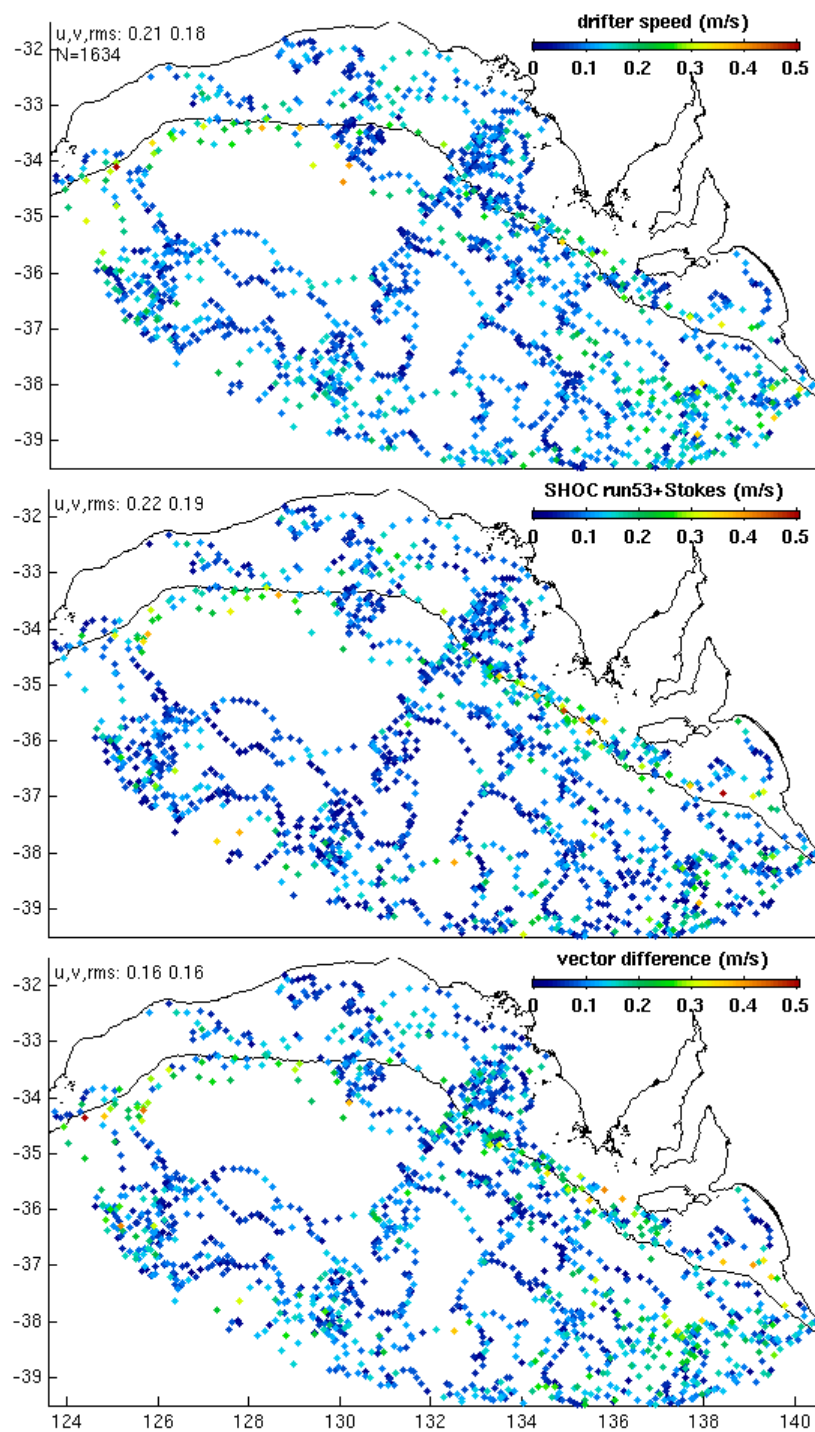 drifter speed (m/s)
u,v,rms: 0.21 0.18
N=1634
0 0.1 0.2 0.3 0.4 0.5
-32
-33
-34
-35
-36
-37
-38
-39
SHOC run53+Stokes (m/s)
u,v,rms: 0.22 0.19
0 0.1 0.2 0.3 0.4 0.5
-32
-33
-34
-35
-36
-37
-38
-39
vector difference (m/s)
u,v,rms: 0.16 0.16
0 0.1 0.2 0.3 0.4 0.5
-32
-33
-34
-35
-36
-37
-38
-39
124 126 128 130 132 134 136 138 140